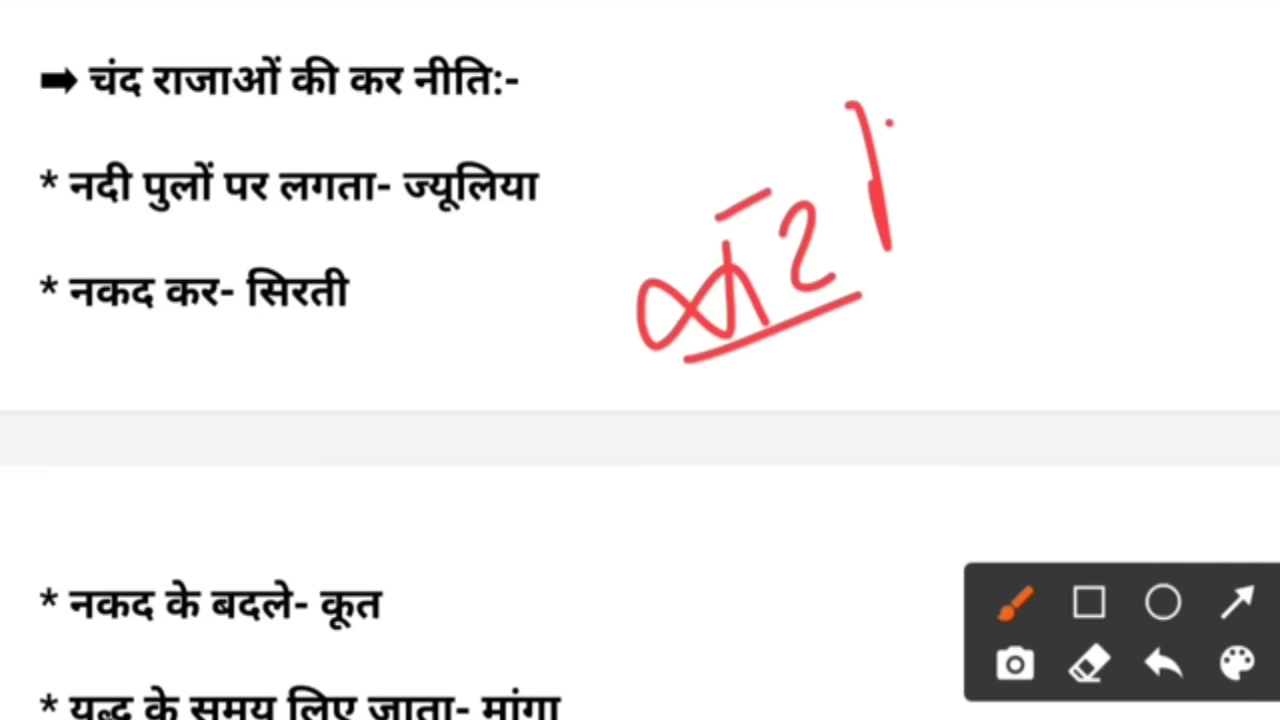 ➡ चंद राजाओं की कर नीति:-
* नदी पुलों पर लगता- ज्यूलिया
* नकद कर- सिरती
* नकद के बदले- कूत
* युद्ध के समय लिए जाता- मांगा